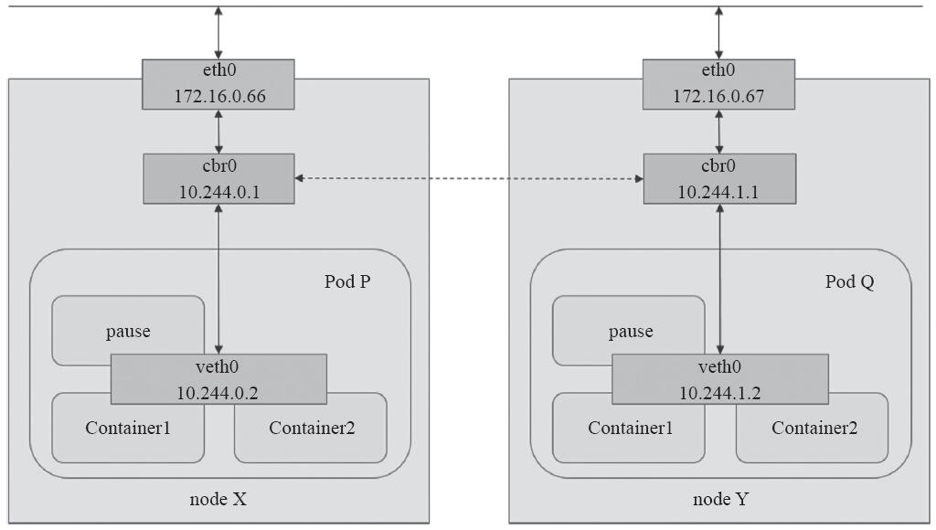 eth0
172.16.0.66
cbr0
10.244.0.1
Pod P
pause
veth0
10.244.0.2
Container1
Container2
node X
eth0
172.16.0.67
cbr0
10.244.1.1
Pod Q
pause
veth0
10.244.1.2
Container1
Container2
node Y